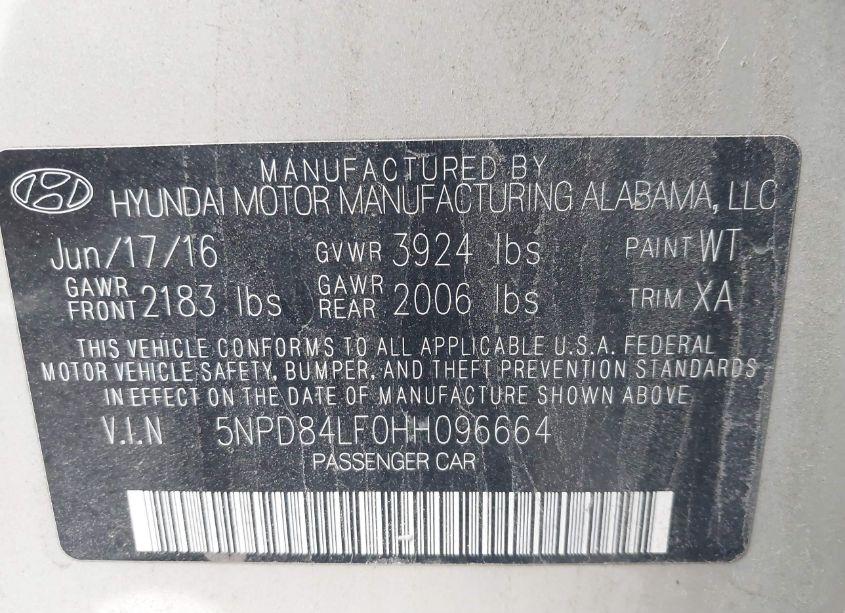 MANUFACTURED BY
HYUNDAI MOTOR MANUFACTURING ALABAMA, LLC
Jun/17/16 GVWR 3924 lbs PAINT WT
GAWR FRONT 2183 lbs GAWR REAR 2006 lbs TRIM XA
THIS VEHICLE CONFORMS TO ALL APPLICABLE U.S.A. FEDERAL
MOTOR VEHICLE SAFETY, BUMPER, AND THEFT PREVENTION STANDARDS
IN EFFECT ON THE DATE OF MANUFACTURE SHOWN ABOVE.
V.I.N 5NPD84LF0HH096664
PASSENGER CAR